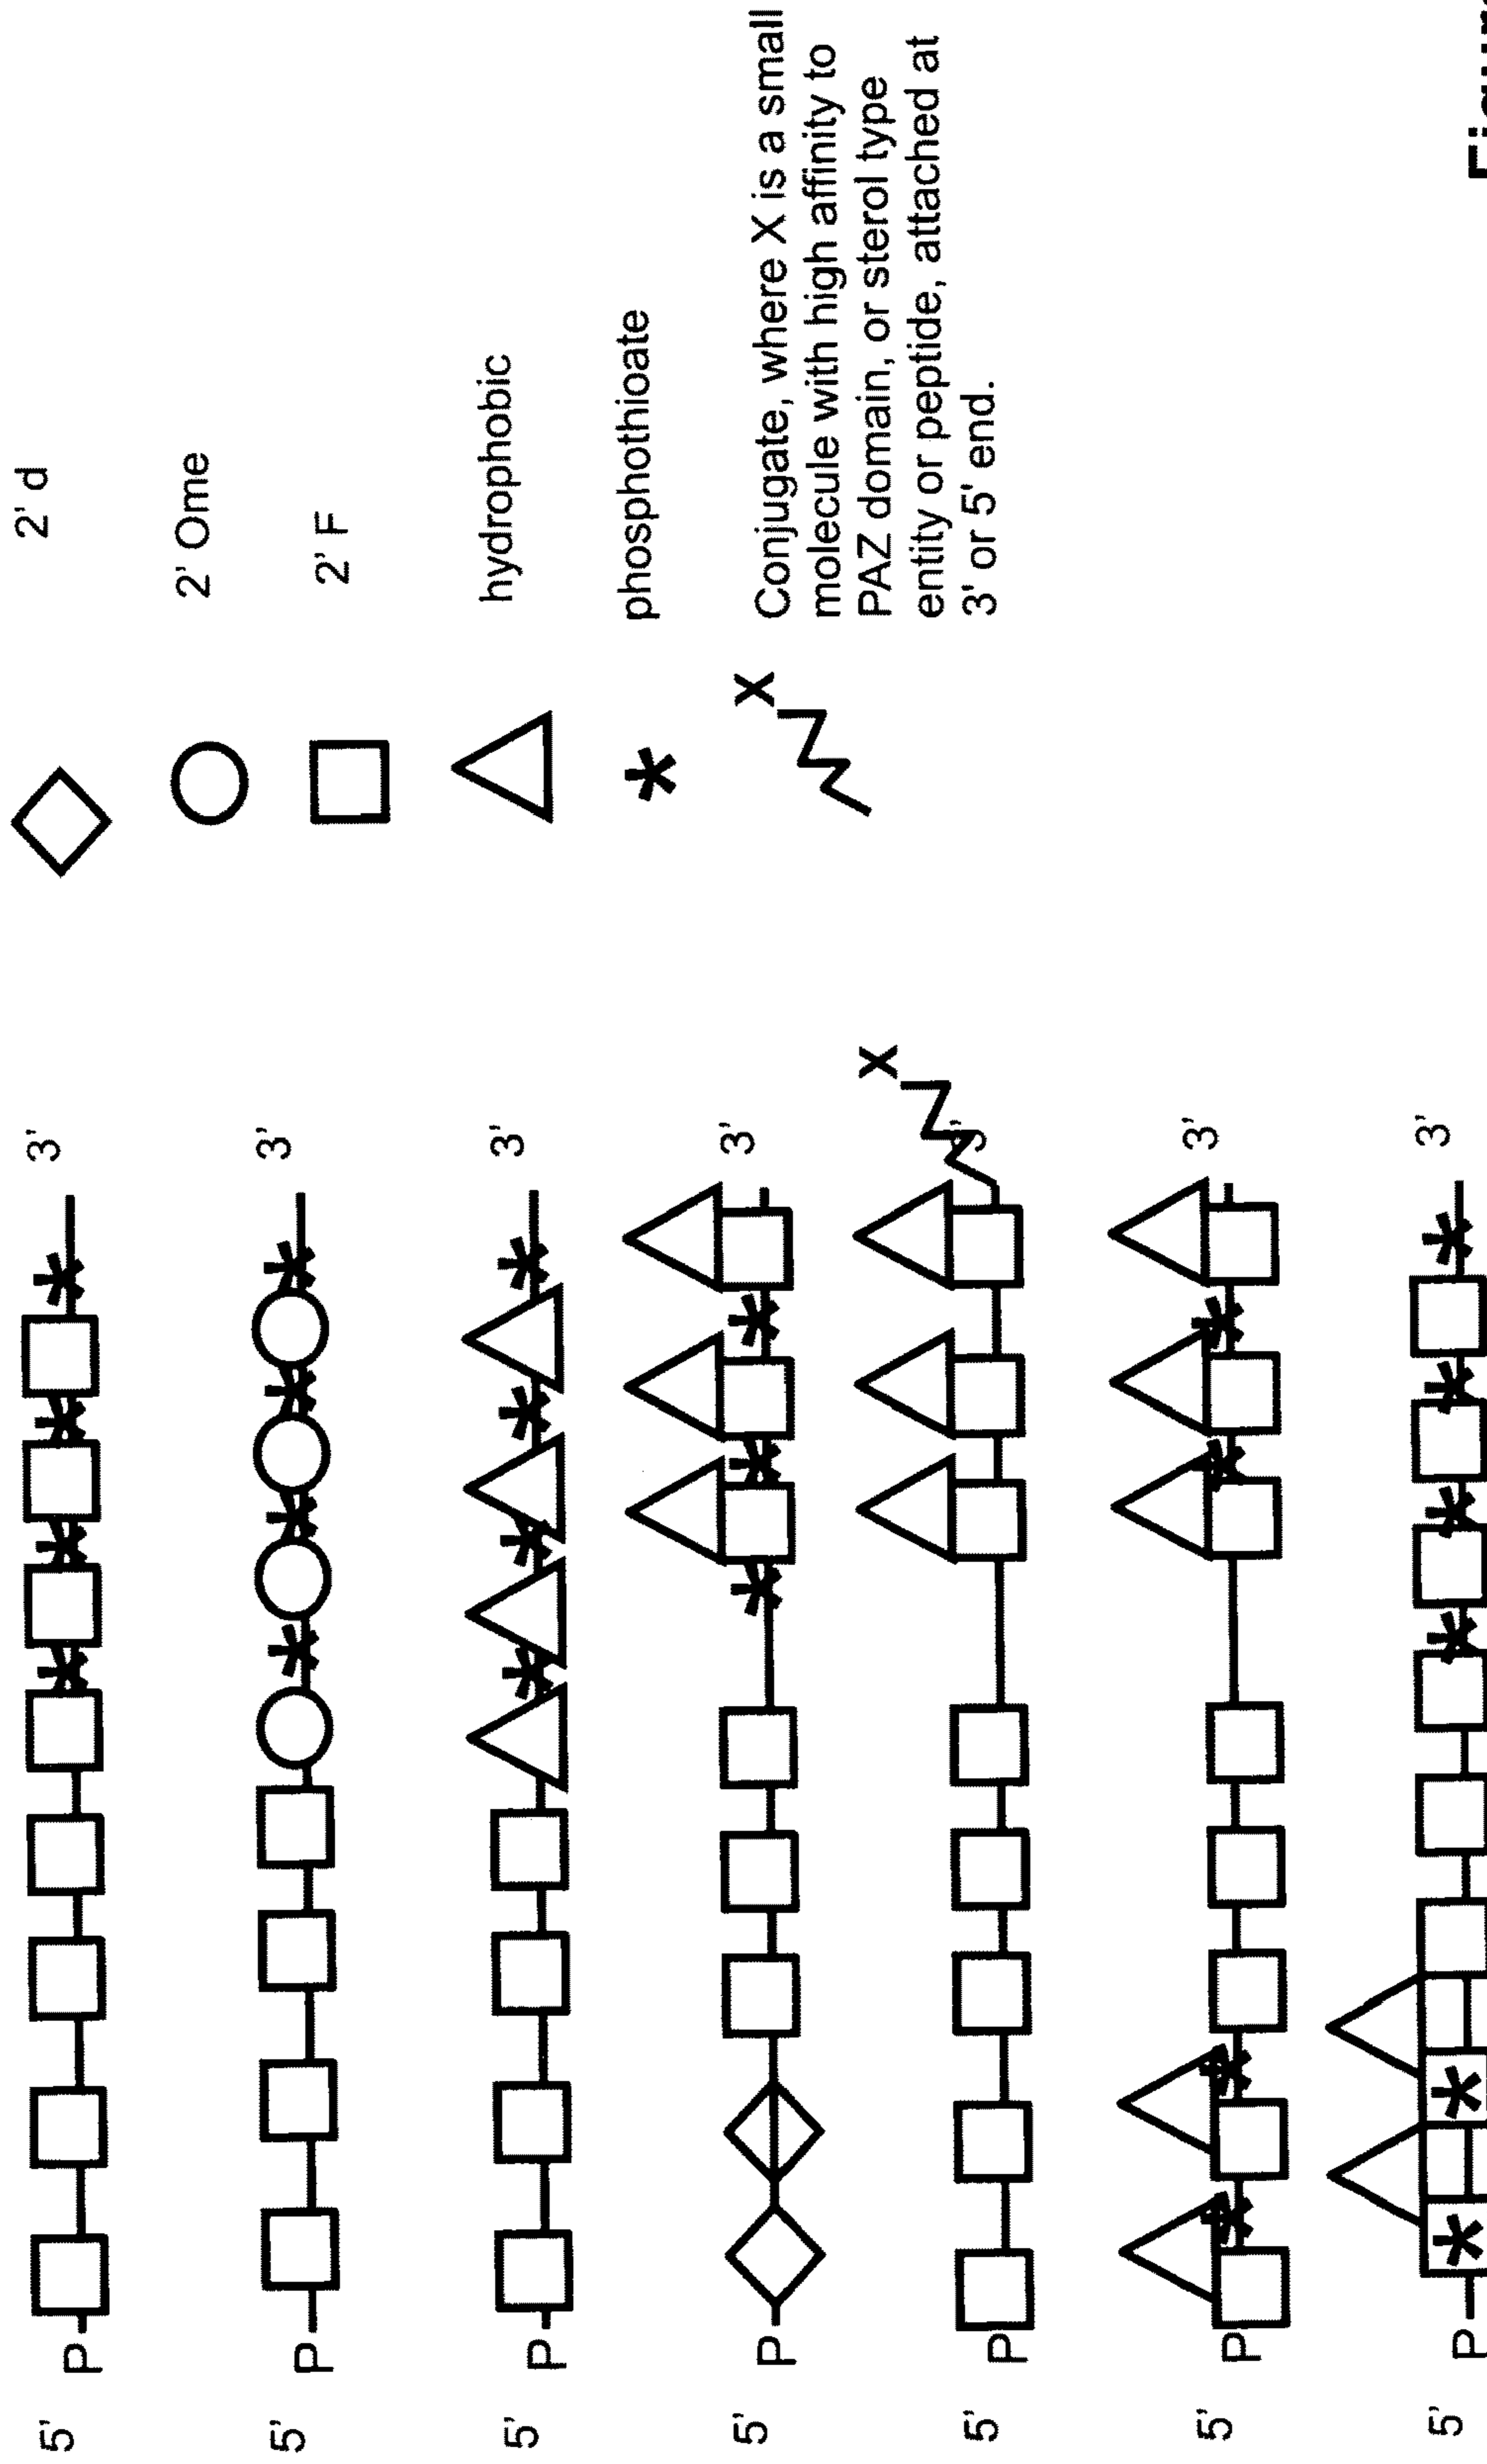 5' P 3'
5' P 3'
5' P 3'
5' P 3'
5' P 3' X
5' P 3'
5' P 3'
2' d
2' Ome
2' F
hydrophobic
phosphothioate
X
Conjugate, where X is a small
molecule with high affinity to
PAZ domain, or sterol type
entity or peptide, attached at
3' or 5' end.